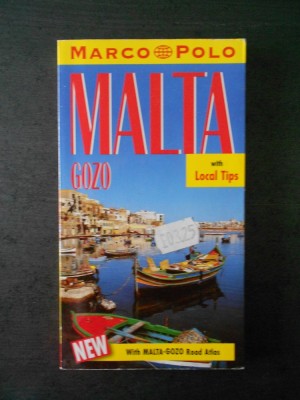 MARCO POLO
MALTA
GOZO
with
Local Tips
NEW
With MALTA-GOZO Road Atlas